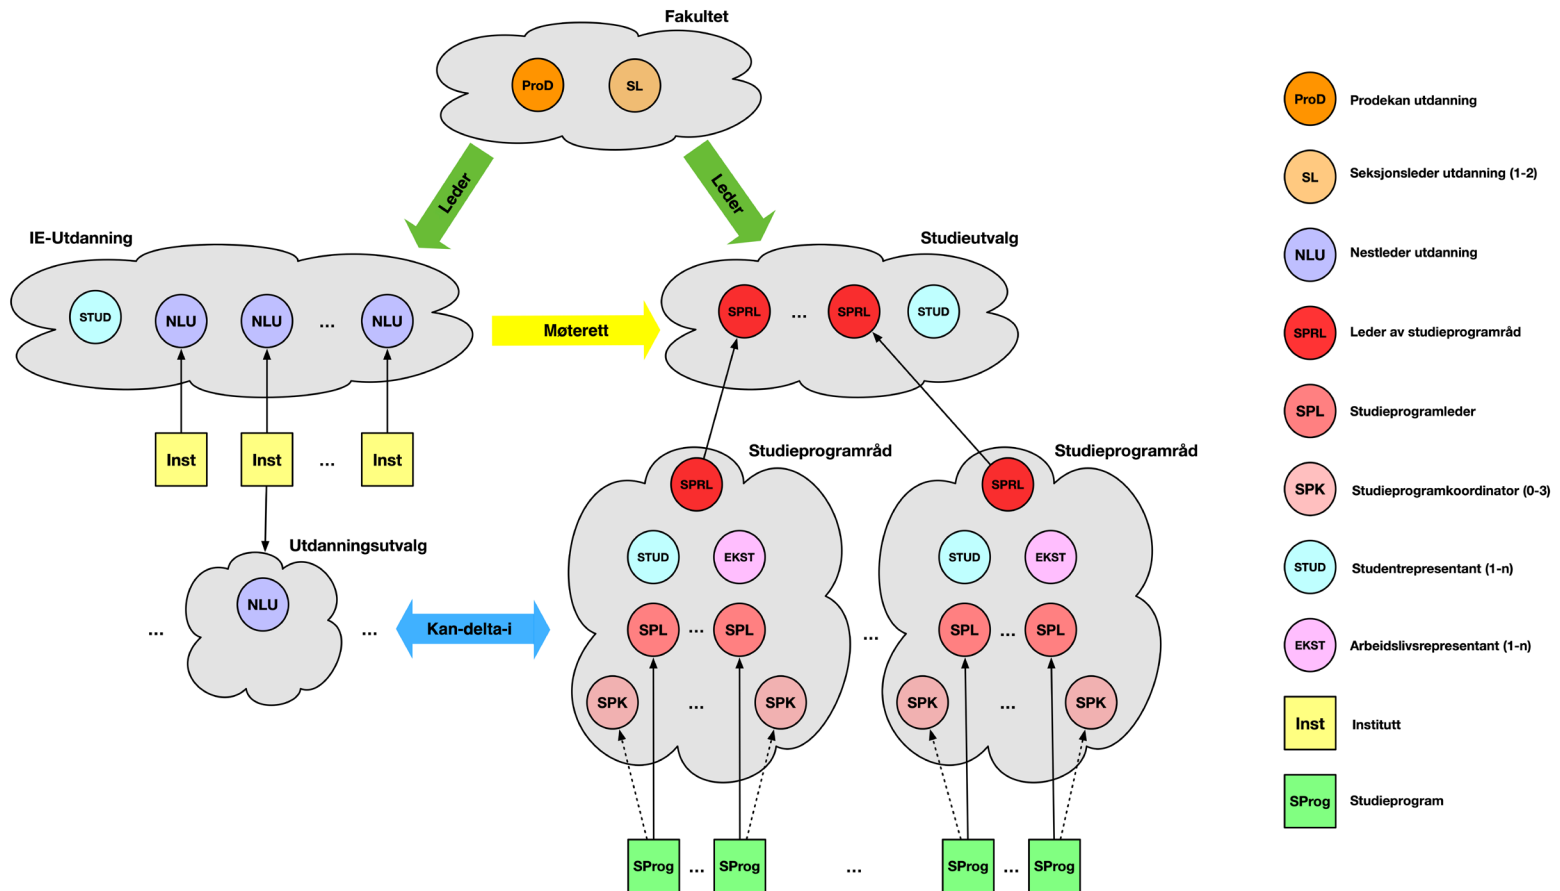 Fakultet
ProD
SL
Leder
Leder
IE-Utdanning
Studieutvalg
STUD
NLU
NLU
...
NLU
Møterett
SPRL
...
SPRL
STUD
Inst
Inst
...
Inst
Studieprogramråd
Studieprogramråd
SPRL
SPRL
Utdanningsutvalg
STUD
EKST
STUD
EKST
NLU
...
...
Kan-delta-i
SPL
...
SPL
...
SPL
...
SPL
SPK
...
SPK
SPK
...
SPK
SProg
...
SProg
...
SProg
...
SProg
ProD Prodekan utdanning
SL Seksjonsleder utdanning (1-2)
NLU Nestleder utdanning
SPRL Leder av studieprogramråd
SPL Studieprogramleder
SPK Studieprogramkoordinator (0-3)
STUD Studentrepresentant (1-n)
EKST Arbeidslivsrepresentant (1-n)
Inst Institutt
SProg Studieprogram